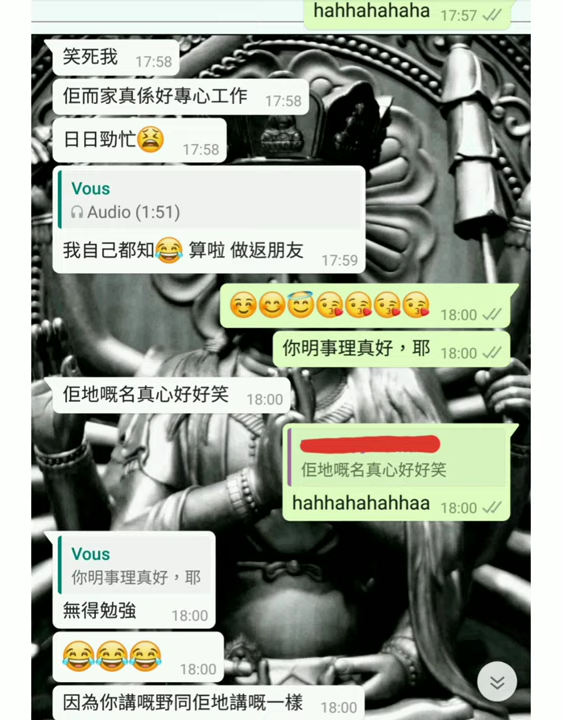 hahhahahaha 17:57
笑死我 17:58
佢而家真係好專心工作 17:58
日日勁忙😫 17:58
Vous
Audio (1:51)
我自己都知😂 算啦 做返朋友 17:59
☺️😊😇😘😘😘😘 18:00
你明事理真好，耶 18:00
佢地嘅名真心好好笑 18:00
佢地嘅名真心好好笑
hahhahahahhaa 18:00
Vous
你明事理真好，耶
無得勉強 18:00
😂😂😂 18:00
因為你講嘅野同佢地講嘅一樣 18:00